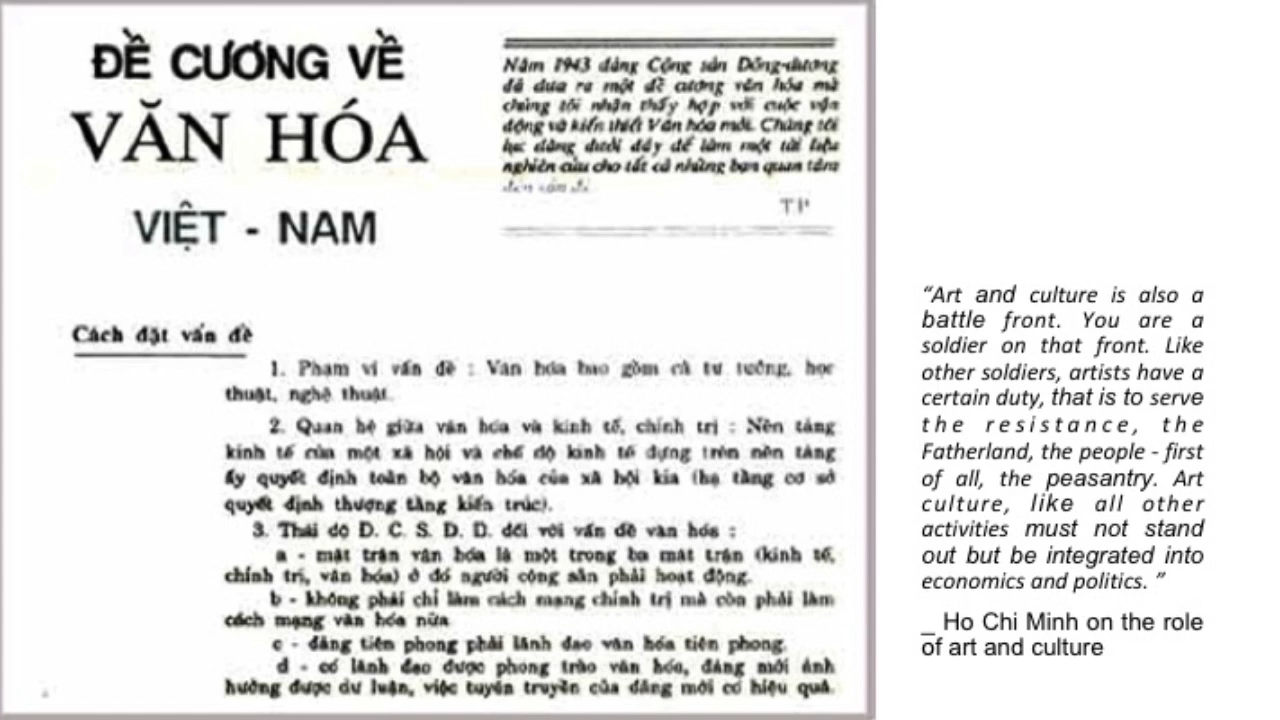 ĐỀ CƯƠNG VỀ
VĂN HÓA
VIỆT - NAM
Năm 1943 đảng Cộng sản Đông-dương
đã đưa ra một đề cương văn hóa mà
chúng tôi nhận thấy hợp với cuộc vận
động và kiến thiết Văn hóa mới. Chúng tôi
lục đăng dưới đây để làm một tài liệu
nghiên cứu cho tất cả những bạn quan tâm
đến vấn đề
TP
Cách đặt vấn đề
1. Phạm vi vấn đề : Văn hóa bao gồm cả tư tưởng, học
thuật, nghệ thuật.
2. Quan hệ giữa văn hóa và kinh tế, chính trị : Nền tảng
kinh tế của một xã hội và chế độ kinh tế dựng trên nền tảng
ấy quyết định toàn bộ văn hóa của xã hội kia (hạ tầng cơ sở
quyết định thượng tầng kiến trúc).
3. Thái độ Đ. C. S. Đ. D. đối với vấn đề văn hóa :
a - mặt trận văn hóa là một trong ba mặt trận (kinh tế,
chính trị, văn hóa) ở đó người cộng sản phải hoạt động.
b - không phải chỉ làm cách mạng chính trị mà còn phải làm
cách mạng văn hóa nữa
c - đảng tiên phong phải lãnh đạo văn hóa tiên phong.
d - có lãnh đạo được phong trào văn hóa, đảng mới ảnh
hưởng được dư luận, việc tuyên truyền của đảng mới có hiệu quả.
“Art and culture is also a
battle front. You are a
soldier on that front. Like
other soldiers, artists have a
certain duty, that is to serve
the resistance, the
Fatherland, the people - first
of all, the peasantry. Art
culture, like all other
activities must not stand
out but be integrated into
economics and politics. ”
_ Ho Chi Minh on the role
of art and culture